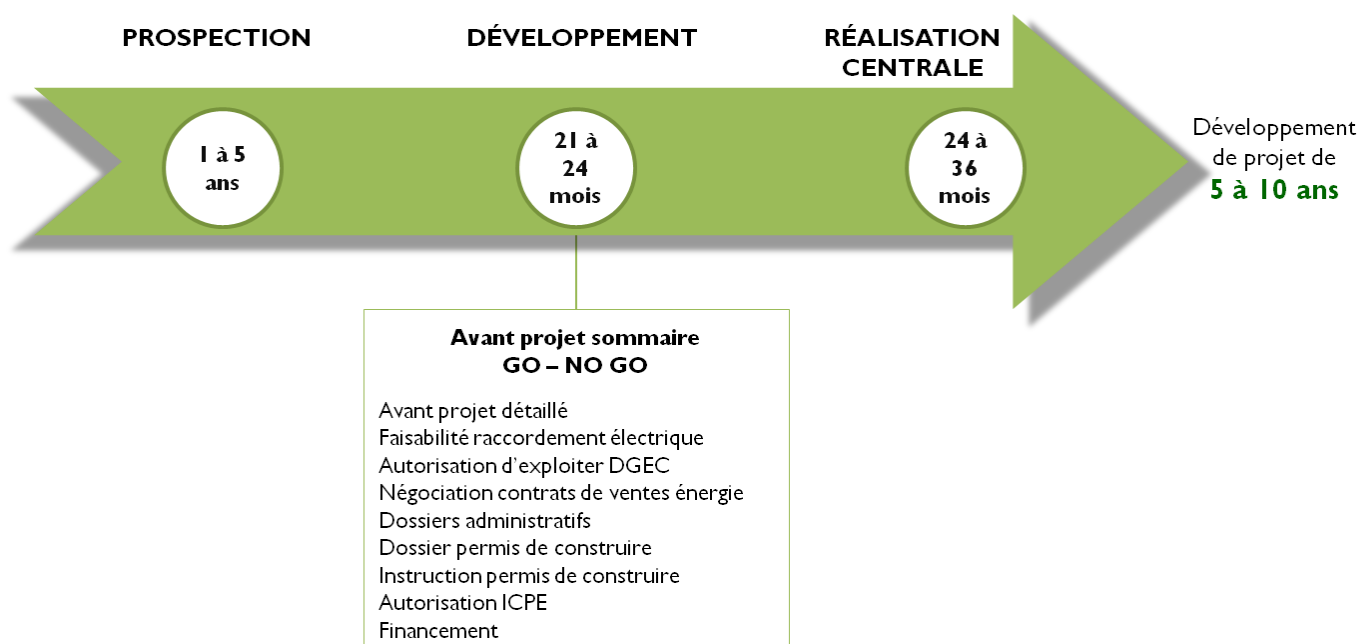 PROSPECTION
DÉVELOPPEMENT
RÉALISATION
CENTRALE
1 à 5
ans
21 à
24
mois
24 à
36
mois
Développement
de projet de
5 à 10 ans
Avant projet sommaire
GO – NO GO
Avant projet détaillé
Faisabilité raccordement électrique
Autorisation d'exploiter DGEC
Négociation contrats de ventes énergie
Dossiers administratifs
Dossier permis de construire
Instruction permis de construire
Autorisation ICPE
Financement